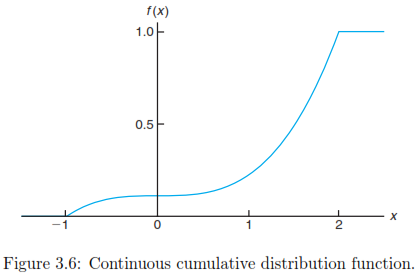 f(x)
1.0
0.5
−1 0 1 2 x
Figure 3.6: Continuous cumulative distribution function.